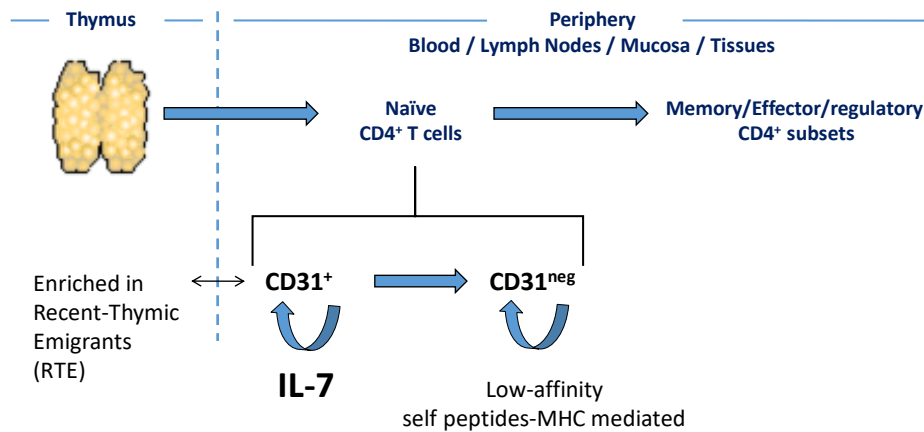 Thymus
Periphery
Blood / Lymph Nodes / Mucosa / Tissues
Naïve
CD4⁺ T cells
Memory/Effector/regulatory
CD4⁺ subsets
Enriched in
Recent-Thymic
Emigrants
(RTE)
CD31⁺
CD31ⁿᵉᵍ
IL-7
Low-affinity
self peptides-MHC mediated